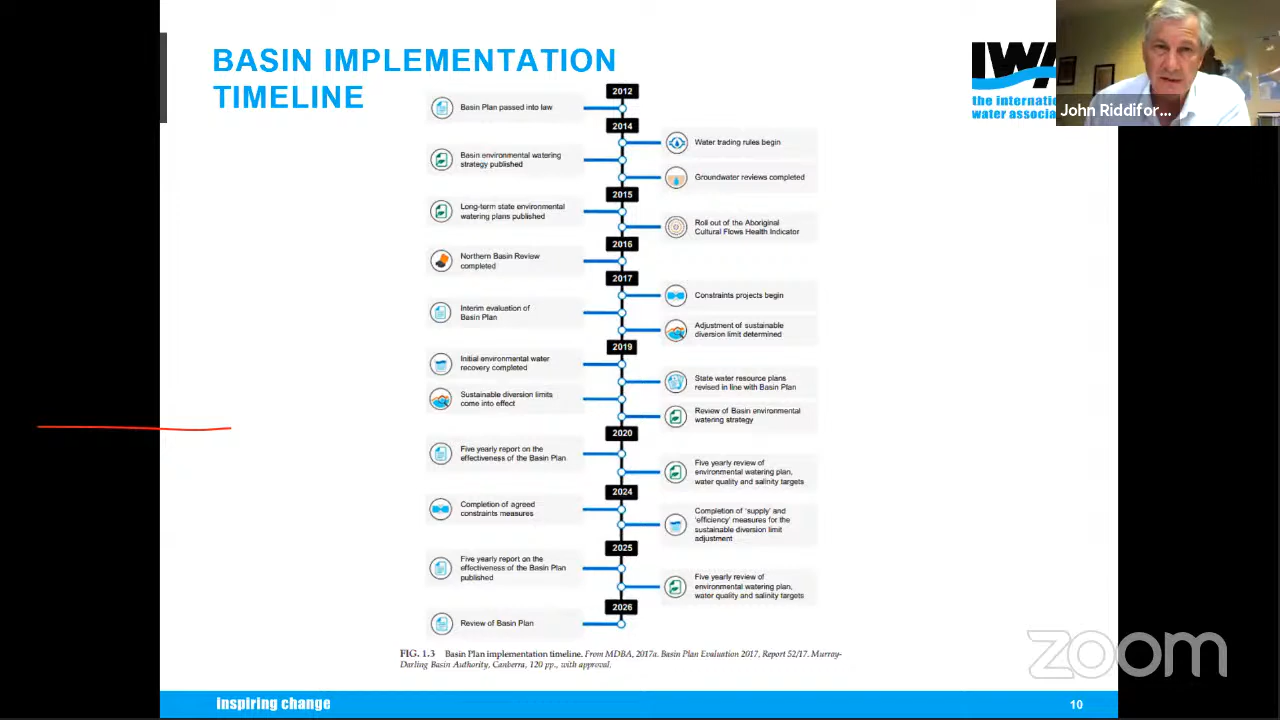 BASIN IMPLEMENTATION
TIMELINE
IWA
the internati
water associa
John Riddifor...
2012
Basin Plan passed into law
2014
Water trading rules begin
Basin environmental watering
strategy published
Groundwater reviews completed
2015
Long-term state environmental
watering plans published
Roll out of the Aboriginal
Cultural Flows Health Indicator
2016
Northern Basin Review
completed
2017
Constraints projects begin
Interim evaluation of
Basin Plan
Adjustment of sustainable
diversion limit determined
2019
Initial environmental water
recovery completed
State water resource plans
revised in line with Basin Plan
Sustainable diversion limits
come into effect
Review of Basin environmental
watering strategy
2020
Five yearly report on the
effectiveness of the Basin Plan
Five yearly review of
environmental watering plan,
water quality and salinity targets
2024
Completion of agreed
constraints measures
Completion of 'supply' and
'efficiency' measures for the
sustainable diversion limit
adjustment
2025
Five yearly report on the
effectiveness of the Basin Plan
published
Five yearly review of
environmental watering plan,
water quality and salinity targets
2026
Review of Basin Plan
FIG. 1.3 Basin Plan implementation timeline. From MDBA, 2017a. Basin Plan Evaluation 2017, Report 52/17. Murray-
Darling Basin Authority, Canberra, 120 pp., with approval.
zoom
inspiring change
10